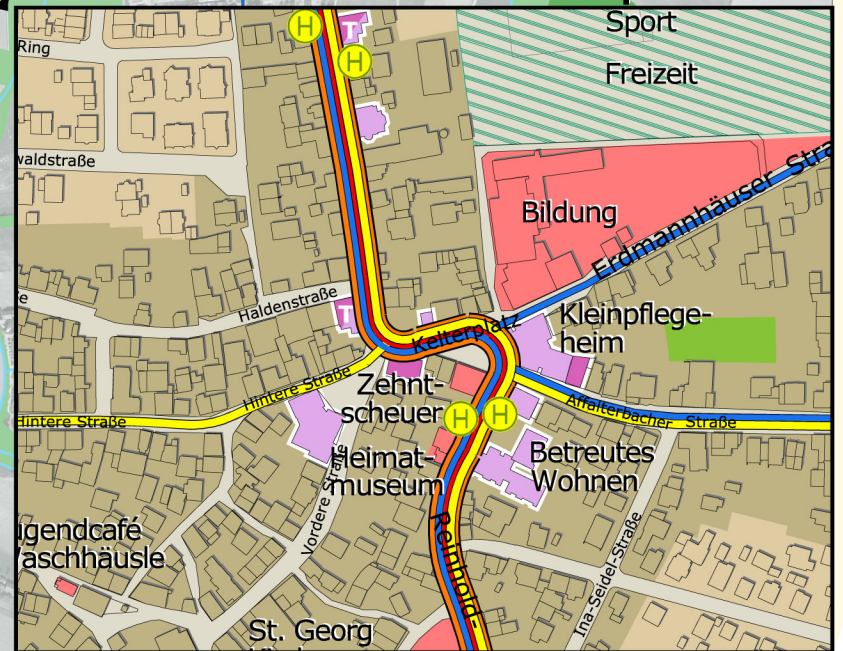 Sport
H
T
H
Ring
Freizeit
waldstraße
Erdmannhäuser Stra
Bildung
Haldenstraße
T
Kelterplatz
Kleinpflege-
heim
Hintere Straße
Zehnt-
scheuer
H
H
Affalterbacher Straße
Hintere Straße
Heimat-
museum
Betreutes
Wohnen
Vordere Straße
Reinhold-
ugendcafé
aschhäusle
Ina-Seidel-Straße
St. Georg